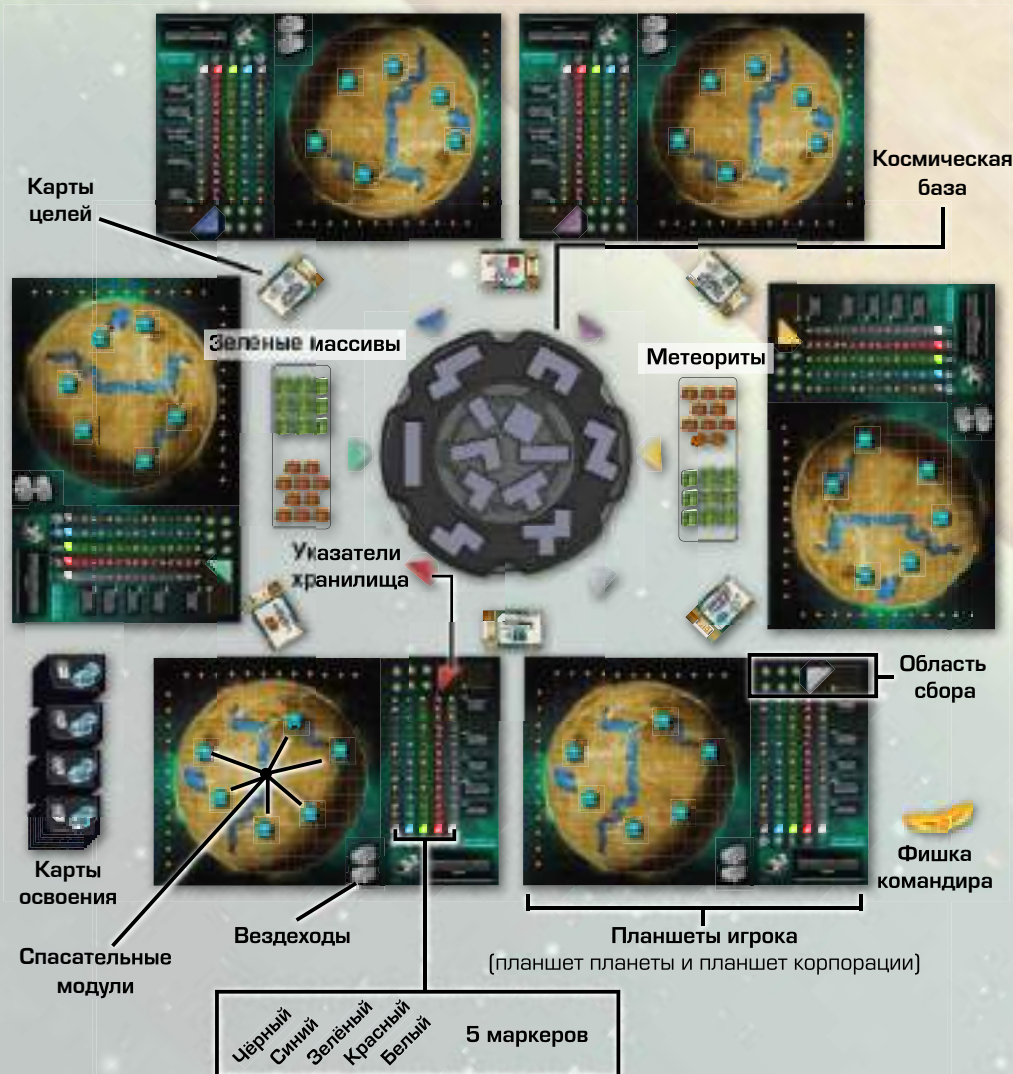 Космическая
база
Карты
целей
Зелёные массивы
Метеориты
Указатели
хранилища
Область
сбора
Карты
освоения
Фишка
командира
Вездеходы
Планшеты игрока
(планшет планеты и планшет корпорации)
Спасательные
модули
Чёрный
Синий
Зелёный
Красный
Белый
5 маркеров